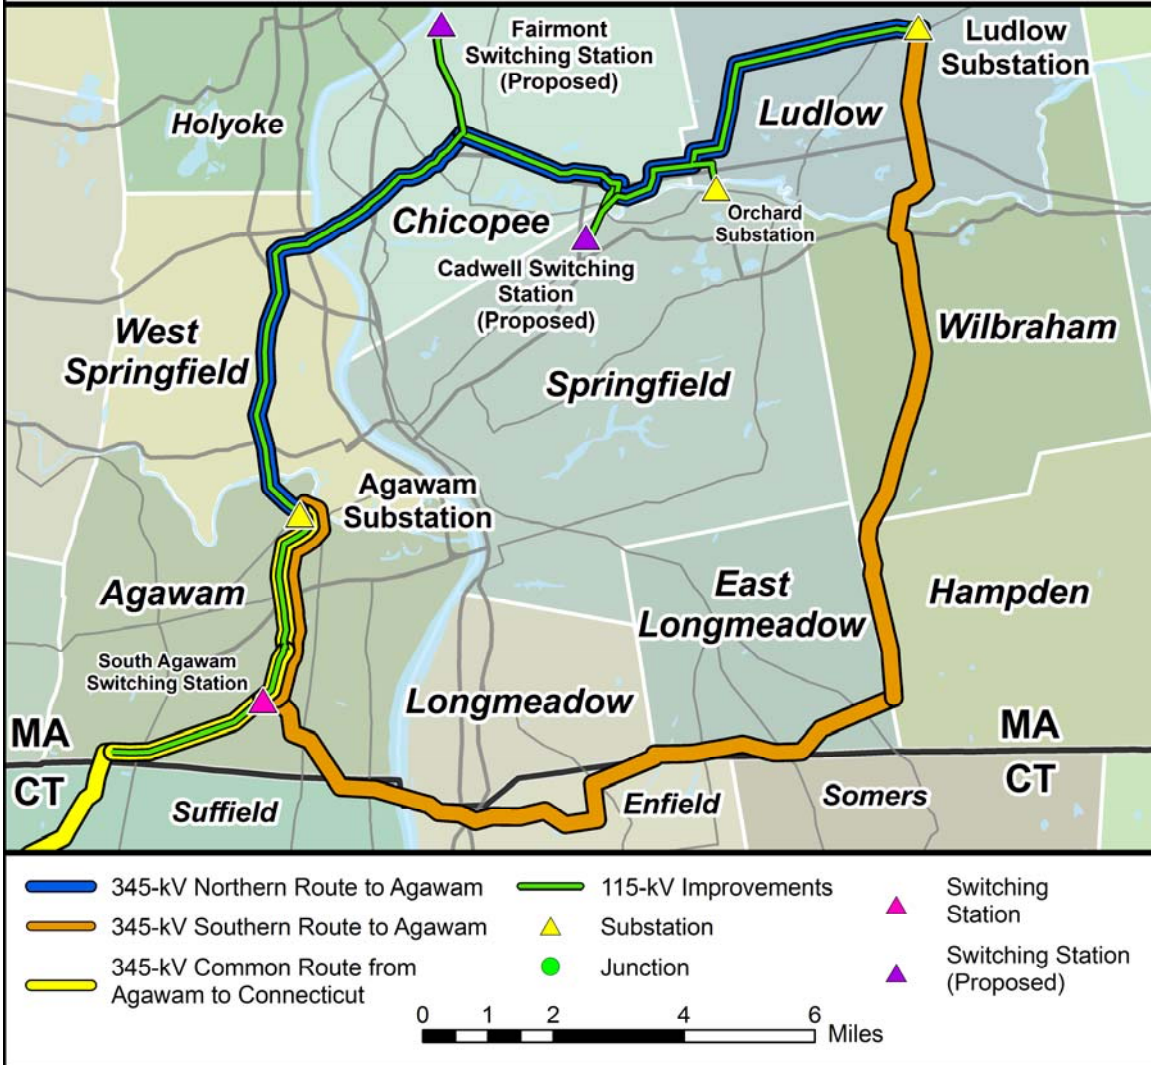 Fairmont
Switching Station
(Proposed)
Ludlow
Substation
Holyoke
Ludlow
Chicopee
Orchard
Substation
Cadwell Switching
Station
(Proposed)
West
Springfield
Wilbraham
Springfield
Agawam
Substation
Agawam
East
Longmeadow
Hampden
South Agawam
Switching Station
Longmeadow
MA
CT
MA
CT
Suffield
Enfield
Somers
345-kV Northern Route to Agawam
345-kV Southern Route to Agawam
345-kV Common Route from
Agawam to Connecticut
115-kV Improvements
Substation
Junction
Switching
Station
Switching Station
(Proposed)
0 1 2 4 6
Miles